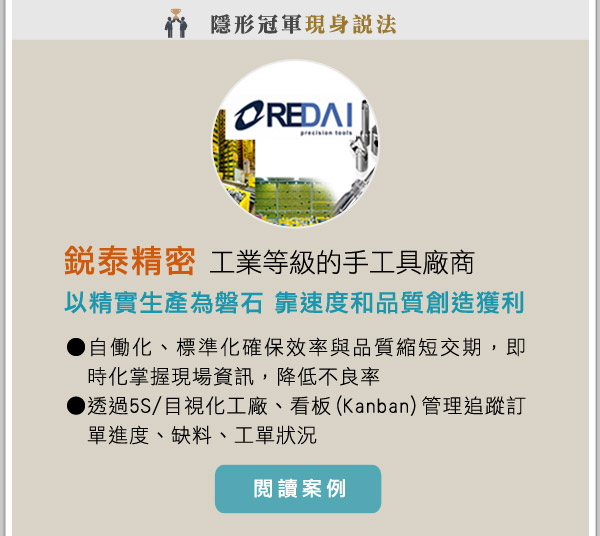 隱形冠軍現身説法
REDAI
precision tools
鋭泰精密 工業等級的手工具廠商
以精實生產為磐石 靠速度和品質創造獲利
●自働化、標準化確保效率與品質縮短交期，即
時化掌握現場資訊，降低不良率
●透過5S/目視化工廠、看板(Kanban)管理追蹤訂
單進度、缺料、工單狀況
閲讀案例